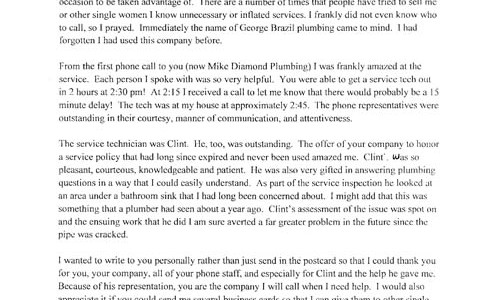 occasion to be taken advantage of. There are a number of times that people have tried to sell me
or other single women I know unnecessary or inflated services. I frankly did not even know who
to call, so I prayed. Immediately the name of George Brazil plumbing came to mind. I had
forgotten I had used this company before.
From the first phone call to you (now Mike Diamond Plumbing) I was frankly amazed at the
service. Each person I spoke with was so very helpful. You were able to get a service tech out
in 2 hours at 2:30 pm! At 2:15 I received a call to let me know that there would probably be a 15
minute delay! The tech was at my house at approximately 2:45. The phone representatives were
outstanding in their courtesy, manner of communication, and attentiveness.
The service technician was Clint. He, too, was outstanding. The offer of your company to honor
a service policy that had long since expired and never been used amazed me. Clint'. was so
pleasant, courteous, knowledgeable and patient. He was also very gifted in answering plumbing
questions in a way that I could easily understand. As part of the service inspection he looked at
an area under a bathroom sink that I had long been concerned about. I might add that this was
something that a plumber had seen about a year ago. Clint's assessment of the issue was spot on
and the ensuing work that he did I am sure averted a far greater problem in the future since the
pipe was cracked.
I wanted to write to you personally rather than just send in the postcard so that I could thank you
for you, your company, all of your phone staff, and especially for Clint and the help he gave me.
Because of his representation, you are the company I will call when I need help. I would also
appreciate it if you could send me several business cards so that I can give them to other single